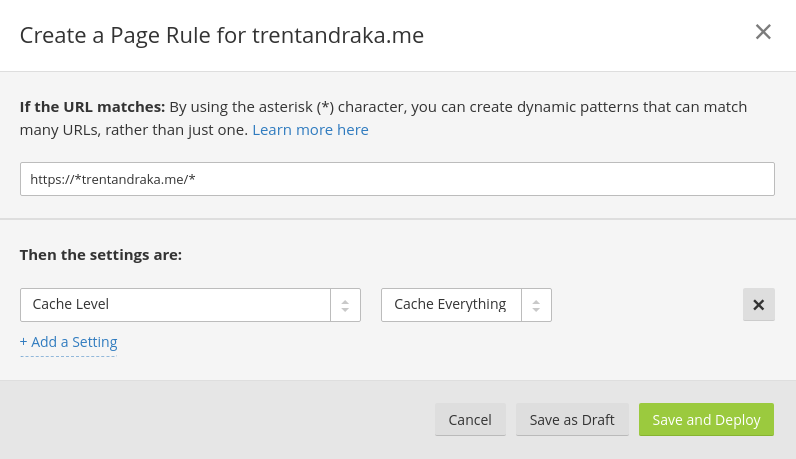 Create a Page Rule for trentandraka.me
If the URL matches: By using the asterisk (*) character, you can create dynamic patterns that can match
many URLs, rather than just one. Learn more here
https://*trentandraka.me/*
Then the settings are:
Cache Level
Cache Everything
+ Add a Setting
Cancel
Save as Draft
Save and Deploy